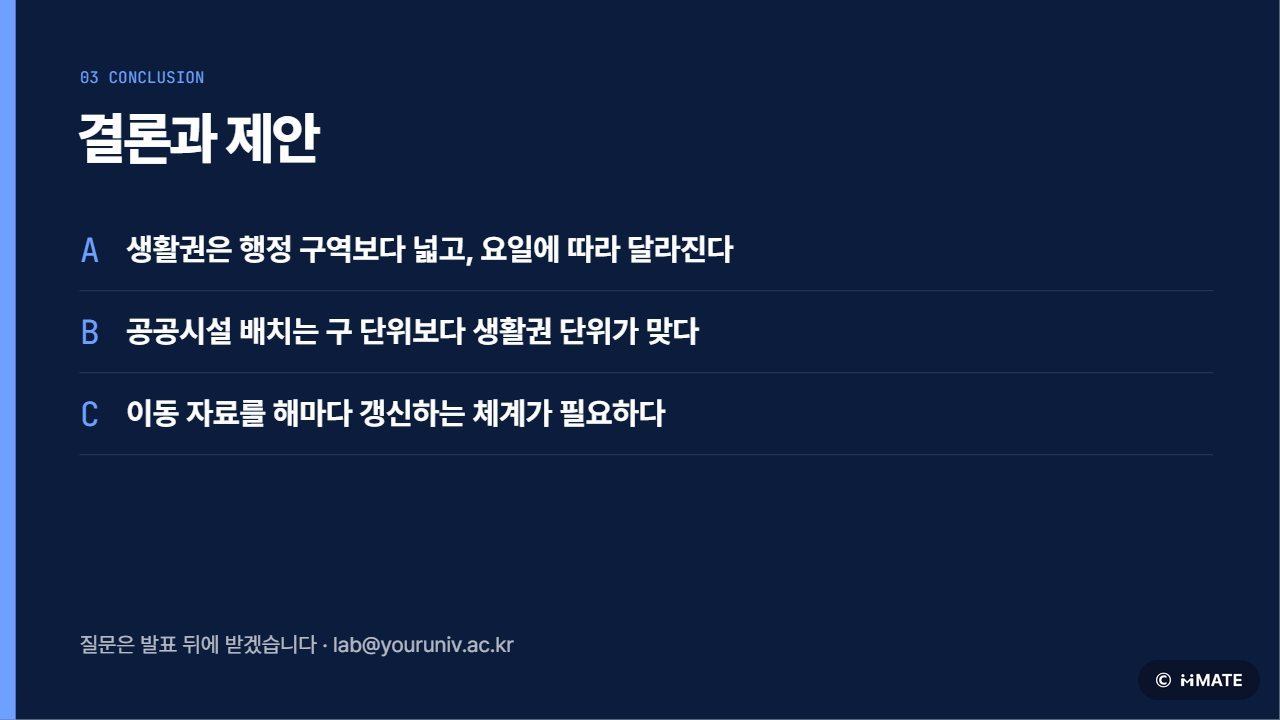 03 CONCLUSION
결론과 제안
A 생활권은 행정 구역보다 넓고, 요일에 따라 달라진다
B 공공시설 배치는 구 단위보다 생활권 단위가 맞다
C 이동 자료를 해마다 갱신하는 체계가 필요하다
질문은 발표 뒤에 받겠습니다 · lab@youruniv.ac.kr
© MMATE